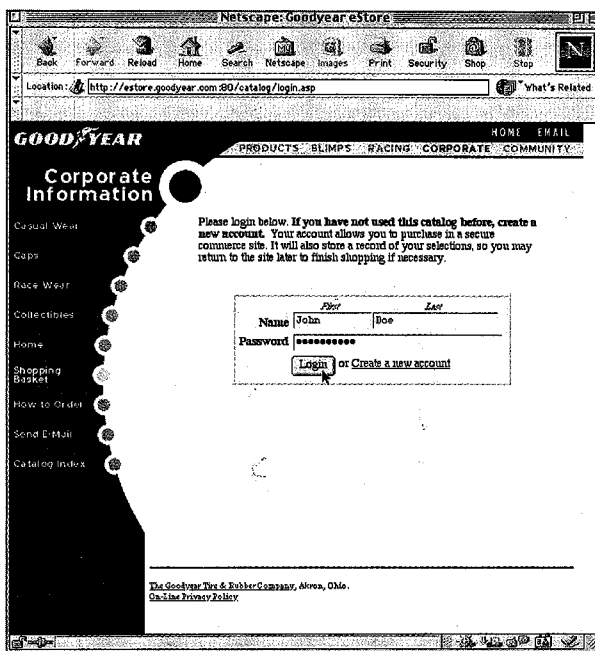 Netscape: Goodyear eStore
Back Forward Reload Home Search Netscape Images Print Security Shop Stop N
Location: http://estore.goodyear.com:80/catalog/login.asp What's Related
GOODYEAR
HOME EMAIL
PRODUCTS BLIMPS RACING CORPORATE COMMUNITY
Corporate
Information
Casual Wear
Caps
Race Wear
Collectibles
Home
Shopping
Basket
How to Order
Send E-Mail
Catalog Index
Please login below. If you have not used this catalog before, create a
new account. Your account allows you to purchase in a secure
commerce site. It will also store a record of your selections, so you may
return to the site later to finish shopping if necessary.
First Last
Name John Doe
Password ●●●●●●●●●●
Login or Create a new account
The Goodyear Tire & Rubber Company, Akron, Ohio.
On-Line Privacy Policy